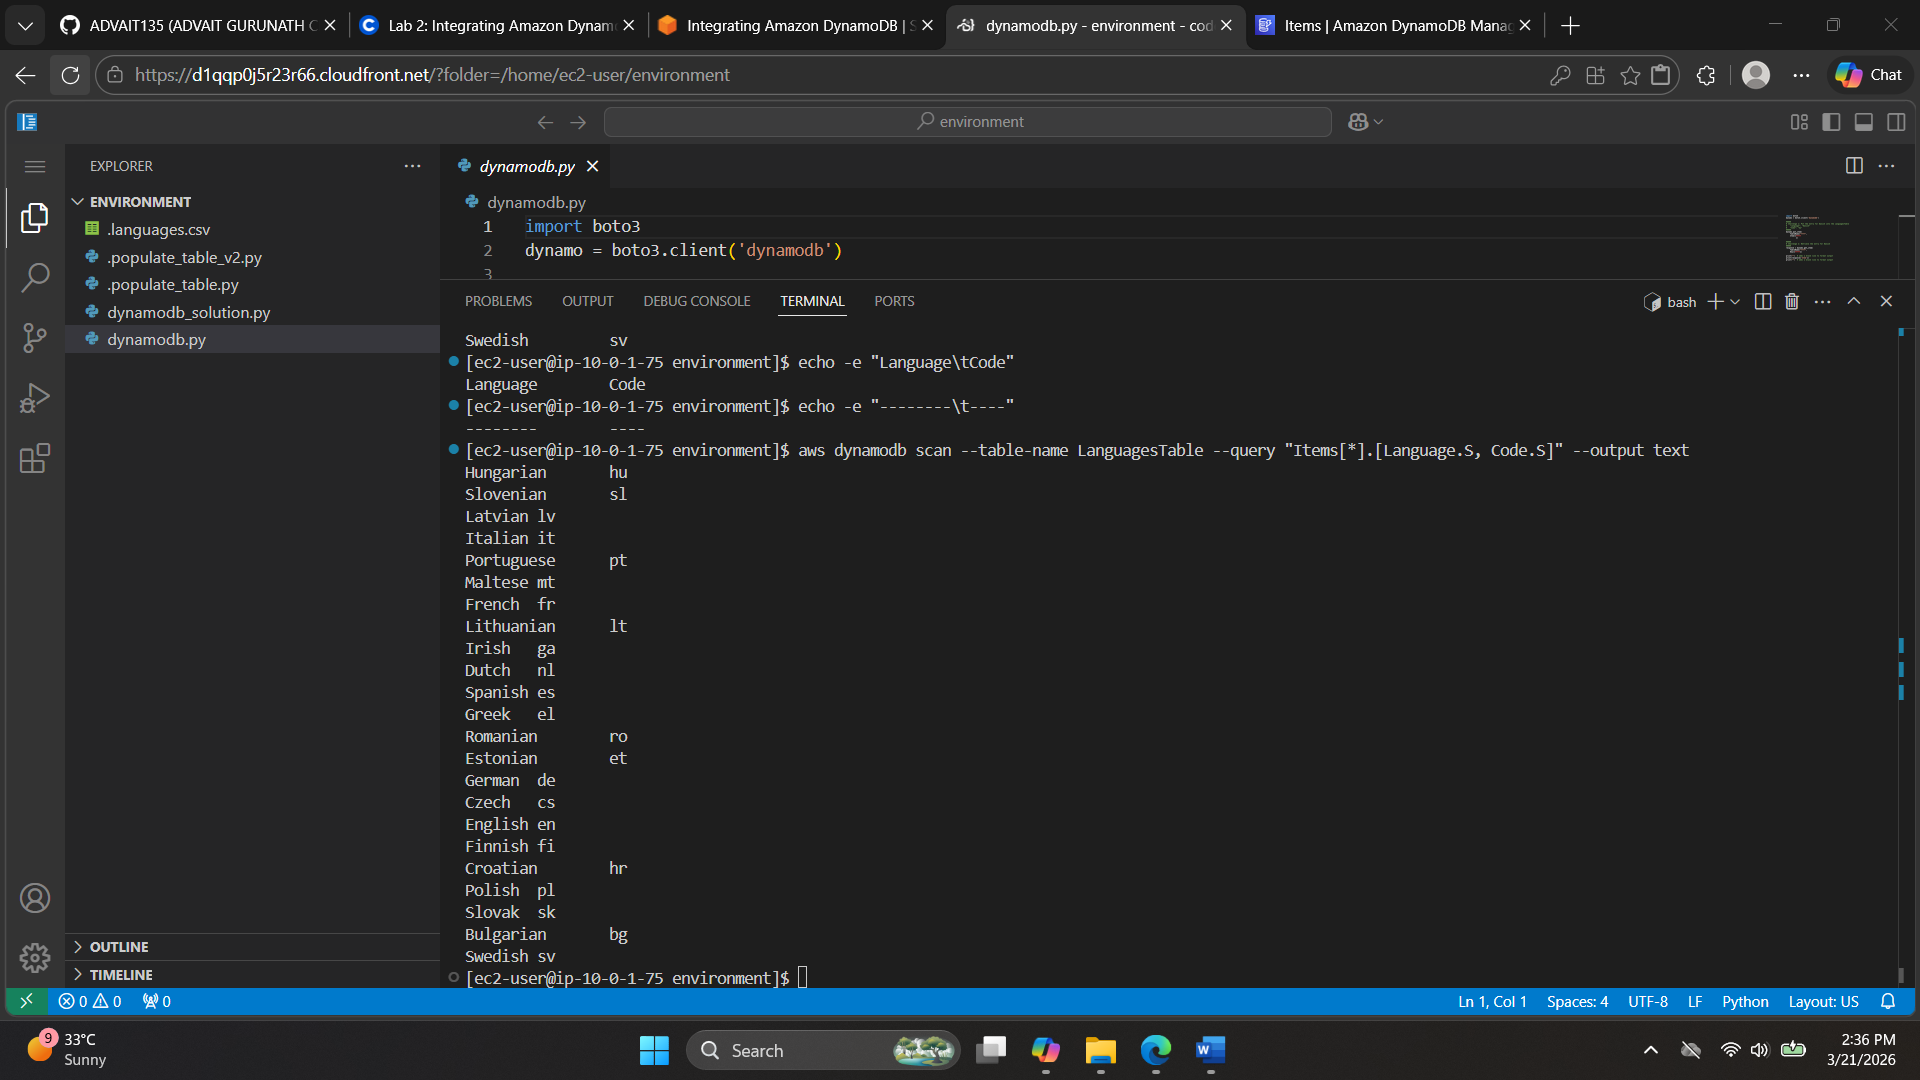 ADVAIT135 (ADVAIT GURUNATH C
Lab 2: Integrating Amazon Dynam
Integrating Amazon DynamoDB | S
dynamodb.py - environment - cod
Items | Amazon DynamoDB Manag
https://d1qqp0j5r23r66.cloudfront.net/?folder=/home/ec2-user/environment
Chat
environment
EXPLORER
ENVIRONMENT
.languages.csv
.populate_table_v2.py
.populate_table.py
dynamodb_solution.py
dynamodb.py
OUTLINE
TIMELINE
dynamodb.py
dynamodb.py
1 import boto3
2 dynamo = boto3.client('dynamodb')
3
PROBLEMS OUTPUT DEBUG CONSOLE TERMINAL PORTS
bash
Swedish sv
[ec2-user@ip-10-0-1-75 environment]$ echo -e "Language\tCode"
Language Code
[ec2-user@ip-10-0-1-75 environment]$ echo -e "--------\t----"
-------- ----
[ec2-user@ip-10-0-1-75 environment]$ aws dynamodb scan --table-name LanguagesTable --query "Items[*].[Language.S, Code.S]" --output text
Hungarian hu
Slovenian sl
Latvian lv
Italian it
Portuguese pt
Maltese mt
French fr
Lithuanian lt
Irish ga
Dutch nl
Spanish es
Greek el
Romanian ro
Estonian et
German de
Czech cs
English en
Finnish fi
Croatian hr
Polish pl
Slovak sk
Bulgarian bg
Swedish sv
[ec2-user@ip-10-0-1-75 environment]$
0 0 0
Ln 1, Col 1 Spaces: 4 UTF-8 LF Python Layout: US
9
33°C
Sunny
Search
2:36 PM
3/21/2026